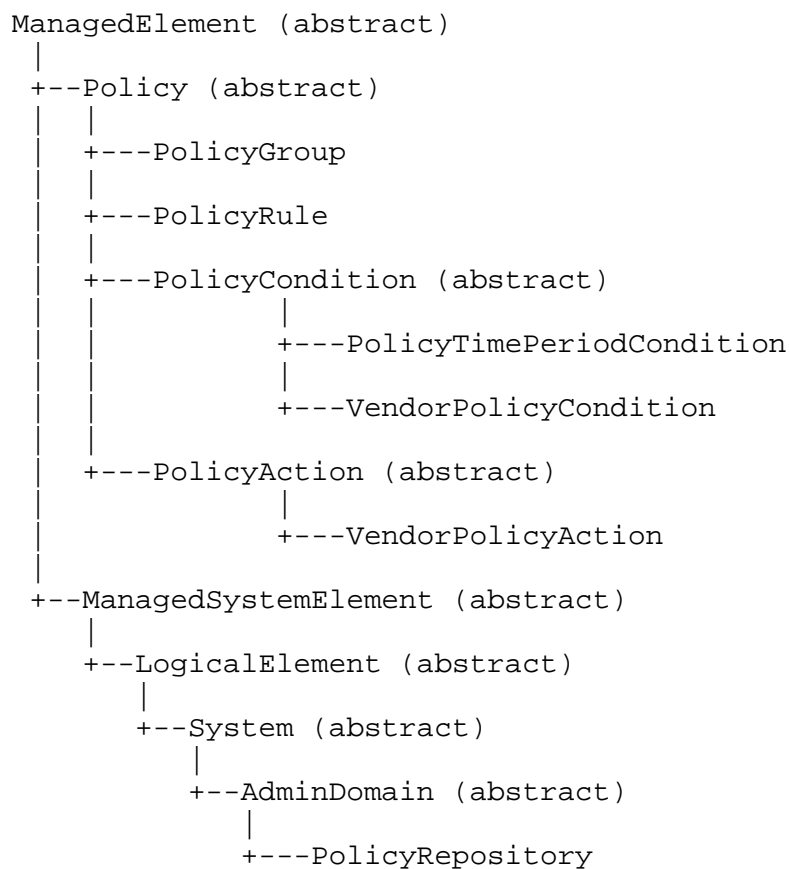 ManagedElement (abstract)
|
+--Policy (abstract)
|  |
|  +---PolicyGroup
|  |
|  +---PolicyRule
|  |
|  +---PolicyCondition (abstract)
|  |          |
|  |          +---PolicyTimePeriodCondition
|  |          |
|  |          +---VendorPolicyCondition
|  |
|  +---PolicyAction (abstract)
|             |
|             +---VendorPolicyAction
|
+--ManagedSystemElement (abstract)
   |
   +--LogicalElement (abstract)
      |
      +--System (abstract)
         |
         +--AdminDomain (abstract)
            |
            +---PolicyRepository